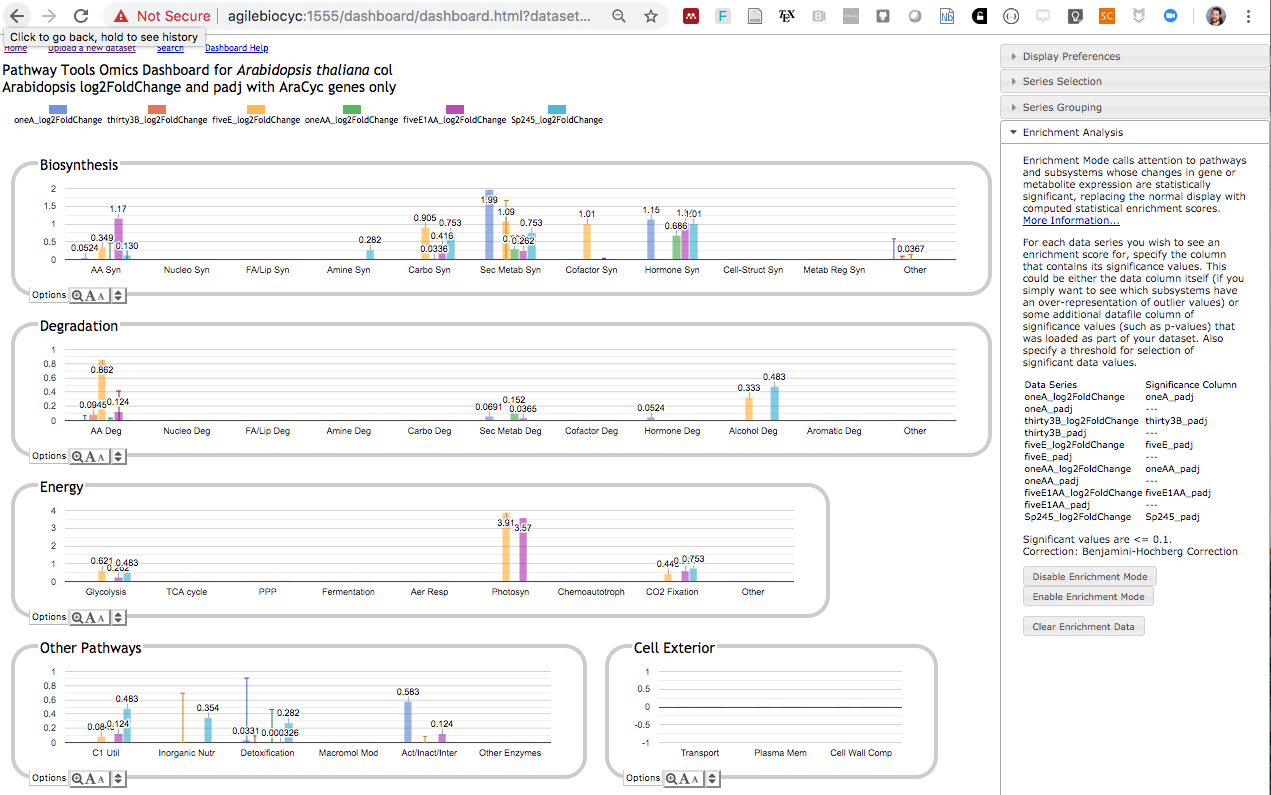 Not Secure
agilebiocyc:1555/dashboard/dashboard.html?dataset...
Click to go back, hold to see history
Home Upload a new dataset Search Dashboard Help
Pathway Tools Omics Dashboard for Arabidopsis thaliana col
Arabidopsis log2FoldChange and padj with AraCyc genes only
oneA_log2FoldChange thirty3B_log2FoldChange fiveE_log2FoldChange oneAA_log2FoldChange fiveE1AA_log2FoldChange Sp245_log2FoldChange
Biosynthesis
2
1.5
1
0.5
0
0.0524 0.349 1.17 0.130
0.282
0.905 0.0336 0.416 0.753
1.99 1.09 0.262 0.753
1.01
1.15 0.686 1.01
0.0367
AA Syn Nucleo Syn FA/Lip Syn Amine Syn Carbo Syn Sec Metab Syn Cofactor Syn Hormone Syn Cell-Struct Syn Metab Reg Syn Other
Options A A
Degradation
1
0.8
0.6
0.4
0.2
0
0.0945 0.862 0.124
0.0691 0.152 0.0365
0.0524
0.333 0.483
AA Deg Nucleo Deg FA/Lip Deg Amine Deg Carbo Deg Sec Metab Deg Cofactor Deg Hormone Deg Alcohol Deg Aromatic Deg Other
Options A A
Energy
4
3
2
1
0
0.621 0.262 0.483
3.91 3.57
0.445 0.753
Glycolysis TCA cycle PPP Fermentation Aer Resp Photosyn Chemoautotroph CO2 Fixation Other
Options A A
Other Pathways
1
0.8
0.6
0.4
0.2
0
0.124 0.483
0.354
0.0331 0.000326 0.282
0.583 0.124
C1 Util Inorganic Nutr Detoxification Macromol Mod Act/Inact/Inter Other Enzymes
Options A A
Cell Exterior
1
0.5
0
-0.5
-1
Transport Plasma Mem Cell Wall Comp
Options A A
Display Preferences
Series Selection
Series Grouping
Enrichment Analysis
Enrichment Mode calls attention to pathways
and subsystems whose changes in gene or
metabolite expression are statistically
significant, replacing the normal display with
computed statistical enrichment scores.
More Information...
For each data series you wish to see an
enrichment score for, specify the column
that contains its significance values. This
could be either the data column itself (if you
simply want to see which subsystems have
an over-representation of outlier values) or
some additional datafile column of
significance values (such as p-values) that
was loaded as part of your dataset. Also
specify a threshold for selection of
significant data values.
Data Series Significance Column
oneA_log2FoldChange oneA_padj
oneA_padj ---
thirty3B_log2FoldChange thirty3B_padj
thirty3B_padj ---
fiveE_log2FoldChange fiveE_padj
fiveE_padj ---
oneAA_log2FoldChange oneAA_padj
oneAA_padj ---
fiveE1AA_log2FoldChange fiveE1AA_padj
fiveE1AA_padj ---
Sp245_log2FoldChange Sp245_padj
Significant values are <= 0.1.
Correction: Benjamini-Hochberg Correction
Disable Enrichment Mode
Enable Enrichment Mode
Clear Enrichment Data